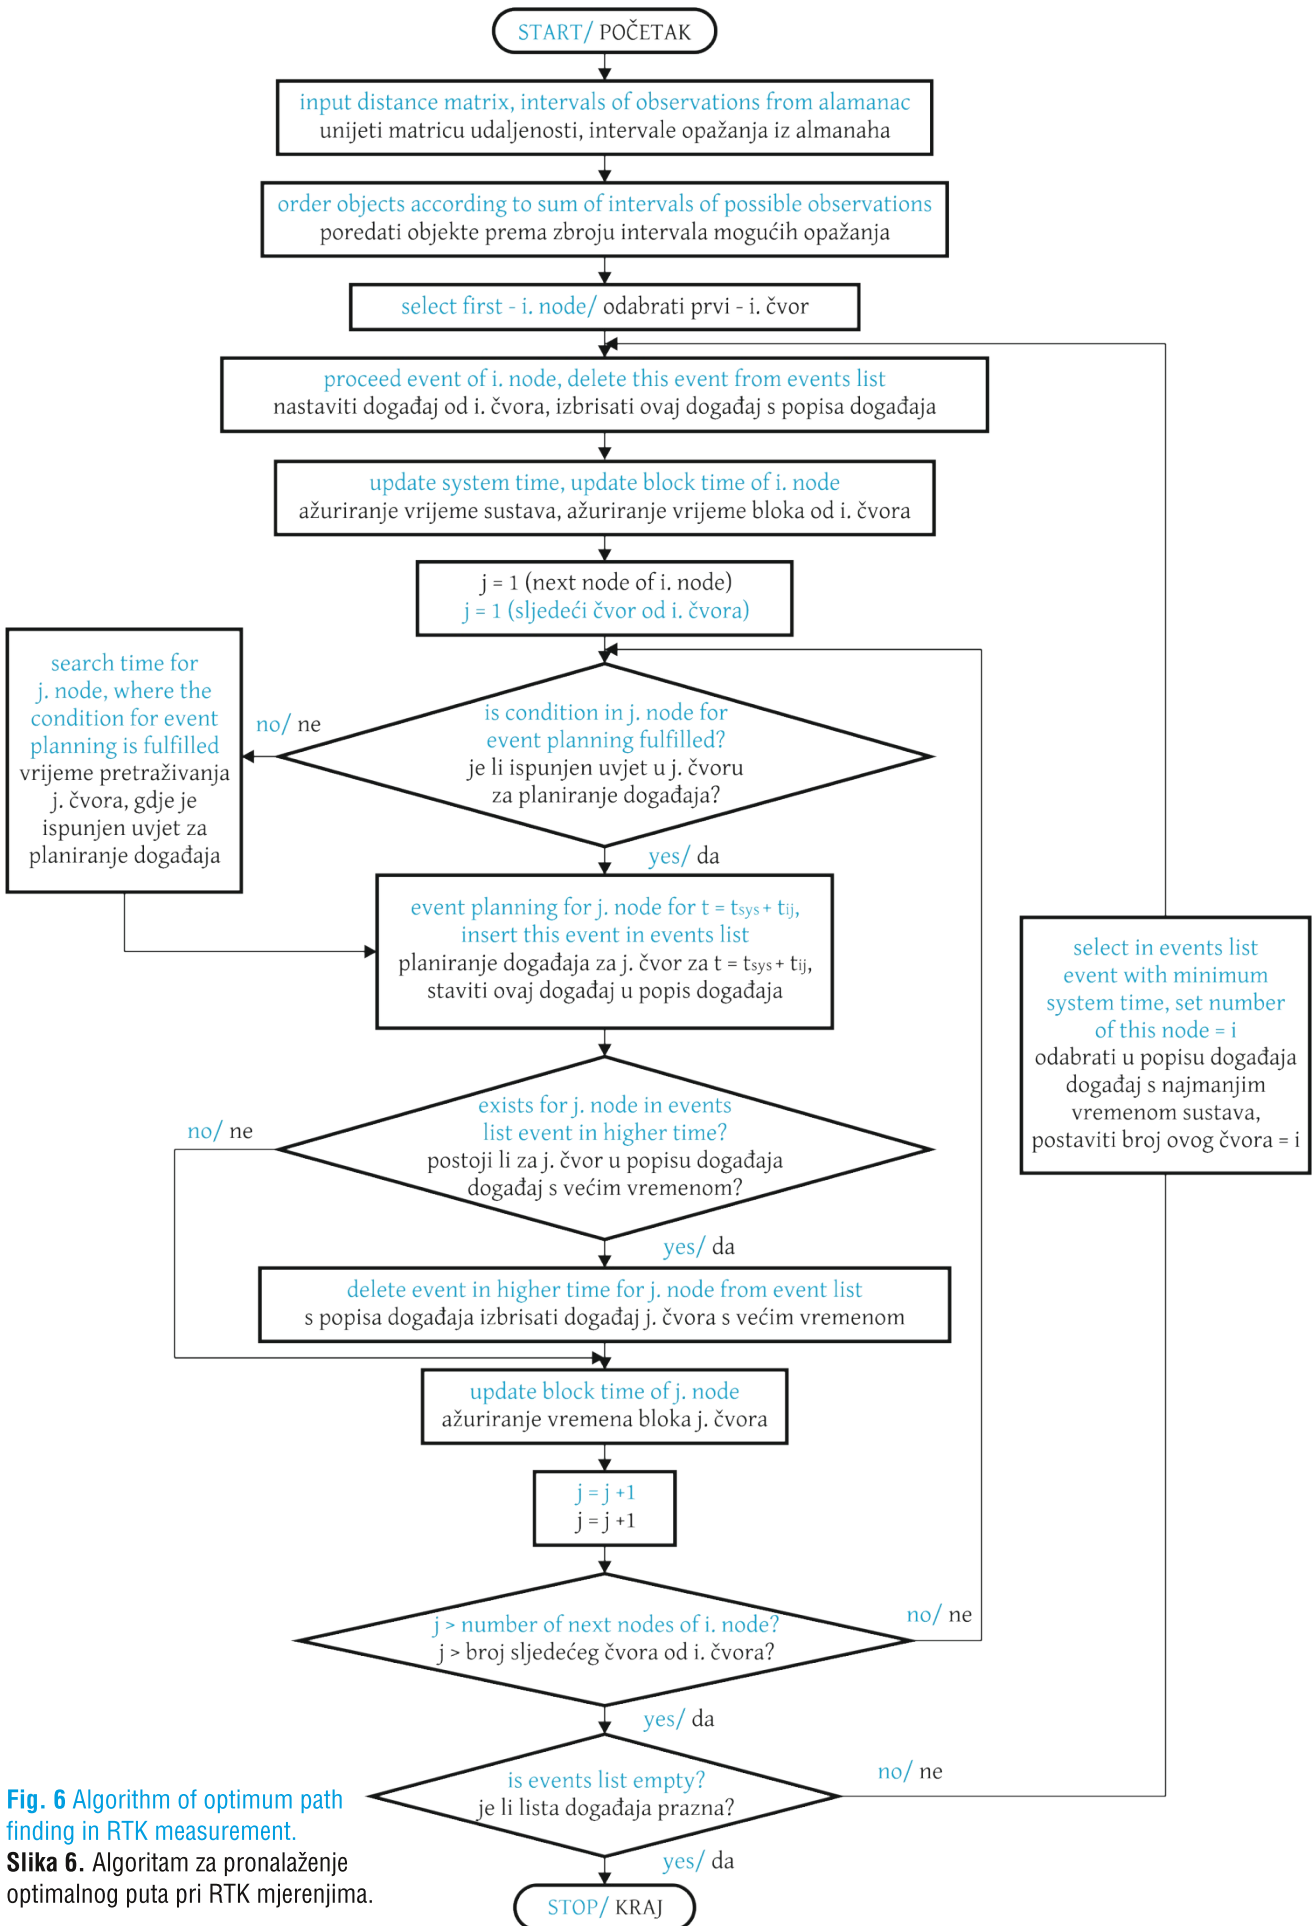 START/ POČETAK
input distance matrix, intervals of observations from alamanac
unijeti matricu udaljenosti, intervale opažanja iz almanaha
order objects according to sum of intervals of possible observations
poredati objekte prema zbroju intervala mogućih opažanja
select first - i. node/ odabrati prvi - i. čvor
proceed event of i. node, delete this event from events list
nastaviti događaj od i. čvora, izbrisati ovaj događaj s popisa događaja
update system time, update block time of i. node
ažuriranje vrijeme sustava, ažuriranje vrijeme bloka od i. čvora
j = 1 (next node of i. node)
j = 1 (sljedeći čvor od i. čvora)
is condition in j. node for
event planning fulfilled?
je li ispunjen uvjet u j. čvoru
za planiranje događaja?
no/ ne
search time for
j. node, where the
condition for event
planning is fulfilled
vrijeme pretraživanja
j. čvora, gdje je
ispunjen uvjet za
planiranje događaja
yes/ da
event planning for j. node for t = tsys + tij,
insert this event in events list
planiranje događaja za j. čvor za t = tsys + tij,
staviti ovaj događaj u popis događaja
select in events list
event with minimum
system time, set number
of this node = i
odabrati u popisu događaja
događaj s najmanjim
vremenom sustava,
postaviti broj ovog čvora = i
exists for j. node in events
list event in higher time?
postoji li za j. čvor u popisu događaja
događaj s većim vremenom?
no/ ne
yes/ da
delete event in higher time for j. node from event list
s popisa događaja izbrisati događaj j. čvora s većim vremenom
update block time of j. node
ažuriranje vremena bloka j. čvora
j = j +1
j = j +1
j > number of next nodes of i. node?
j > broj sljedećeg čvora od i. čvora?
no/ ne
yes/ da
is events list empty?
je li lista događaja prazna?
no/ ne
yes/ da
STOP/ KRAJ
Fig. 6 Algorithm of optimum path
finding in RTK measurement.
Slika 6. Algoritam za pronalaženje
optimalnog puta pri RTK mjerenjima.